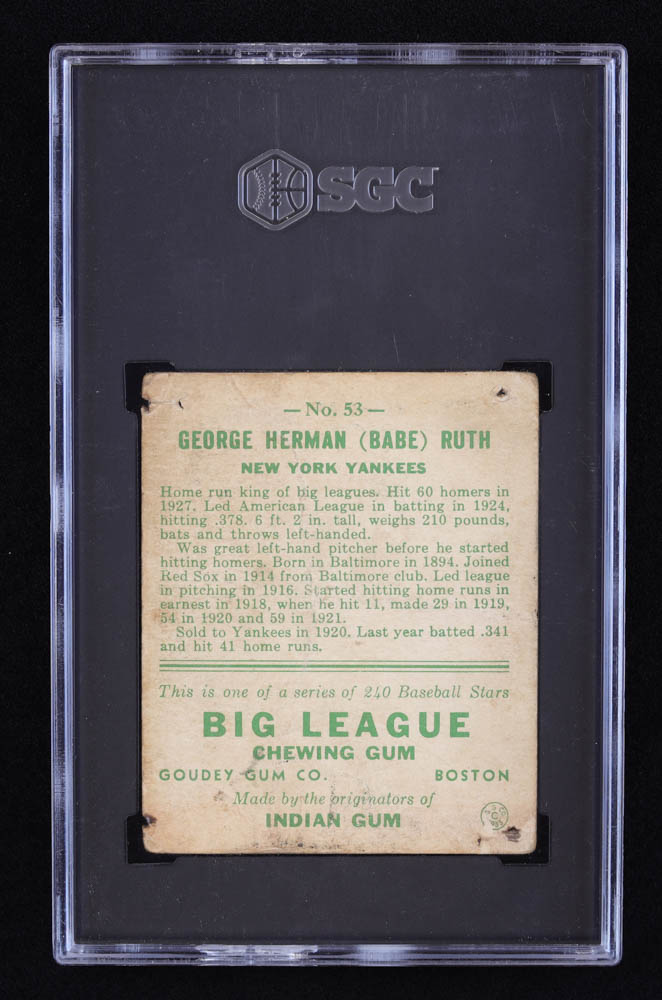 SGC
— No. 53 —
GEORGE HERMAN (BABE) RUTH
NEW YORK YANKEES
Home run king of big leagues. Hit 60 homers in
1927. Led American League in batting in 1924,
hitting .378. 6 ft. 2 in. tall, weighs 210 pounds,
bats and throws left-handed.
Was great left-hand pitcher before he started
hitting homers. Born in Baltimore in 1894. Joined
Red Sox in 1914 from Baltimore club. Led league
in pitching in 1916. Started hitting home runs in
earnest in 1918, when he hit 11, made 29 in 1919,
54 in 1920 and 59 in 1921.
Sold to Yankees in 1920. Last year batted .341
and hit 41 home runs.
This is one of a series of 240 Baseball Stars
BIG LEAGUE
CHEWING GUM
GOUDEY GUM CO. BOSTON
Made by the originators of
INDIAN GUM